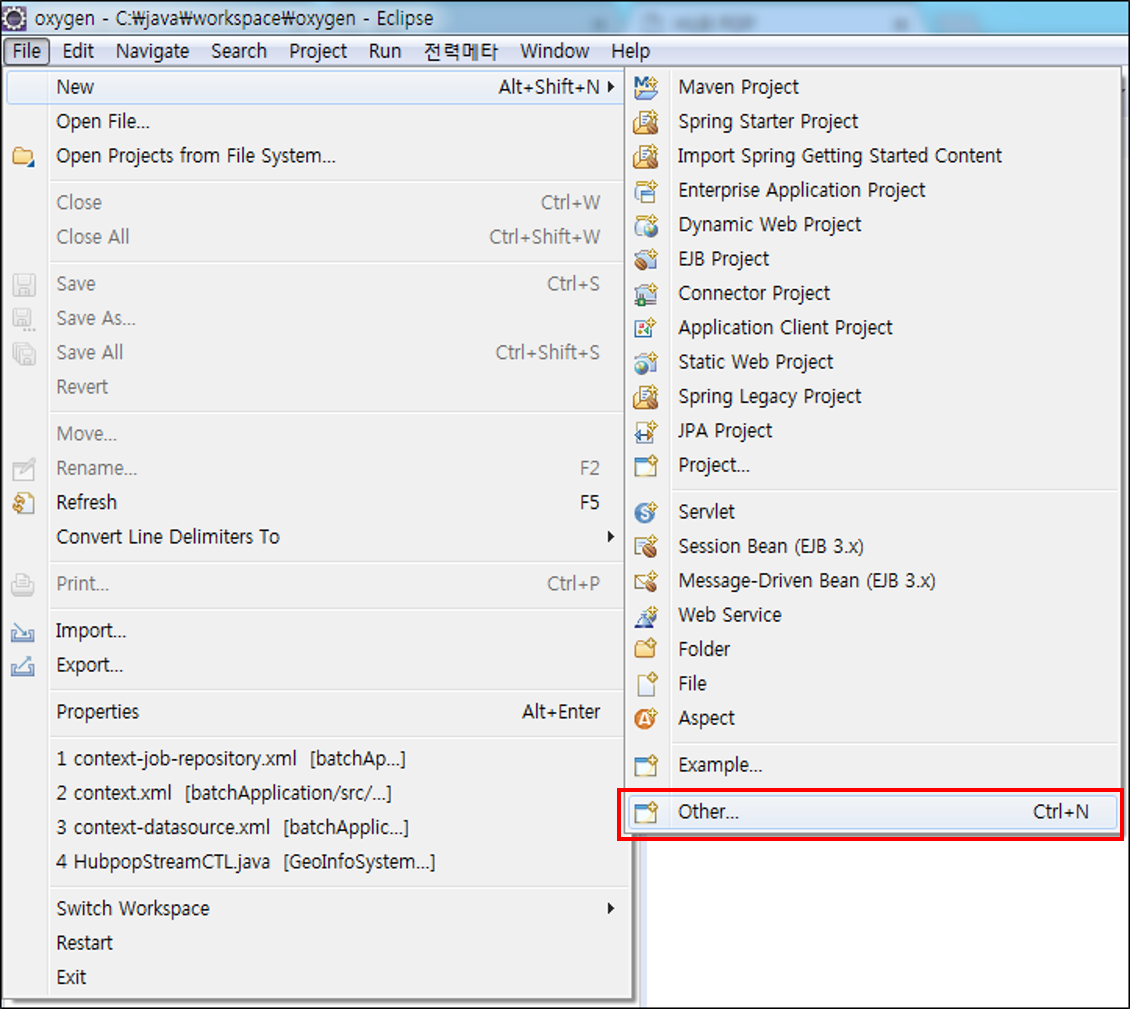 oxygen - C:₩java₩workspace₩oxygen - Eclipse
File Edit Navigate Search Project Run 전력메타 Window Help
New Alt+Shift+N
Open File...
Open Projects from File System...
Close Ctrl+W
Close All Ctrl+Shift+W
Save Ctrl+S
Save As...
Save All Ctrl+Shift+S
Revert
Move...
Rename... F2
Refresh F5
Convert Line Delimiters To
Print... Ctrl+P
Import...
Export...
Properties Alt+Enter
1 context-job-repository.xml [batchAp...]
2 context.xml [batchApplication/src/...]
3 context-datasource.xml [batchApplic...]
4 HubpopStreamCTL.java [GeoInfoSystem...]
Switch Workspace
Restart
Exit
Maven Project
Spring Starter Project
Import Spring Getting Started Content
Enterprise Application Project
Dynamic Web Project
EJB Project
Connector Project
Application Client Project
Static Web Project
Spring Legacy Project
JPA Project
Project...
Servlet
Session Bean (EJB 3.x)
Message-Driven Bean (EJB 3.x)
Web Service
Folder
File
Aspect
Example...
Other... Ctrl+N